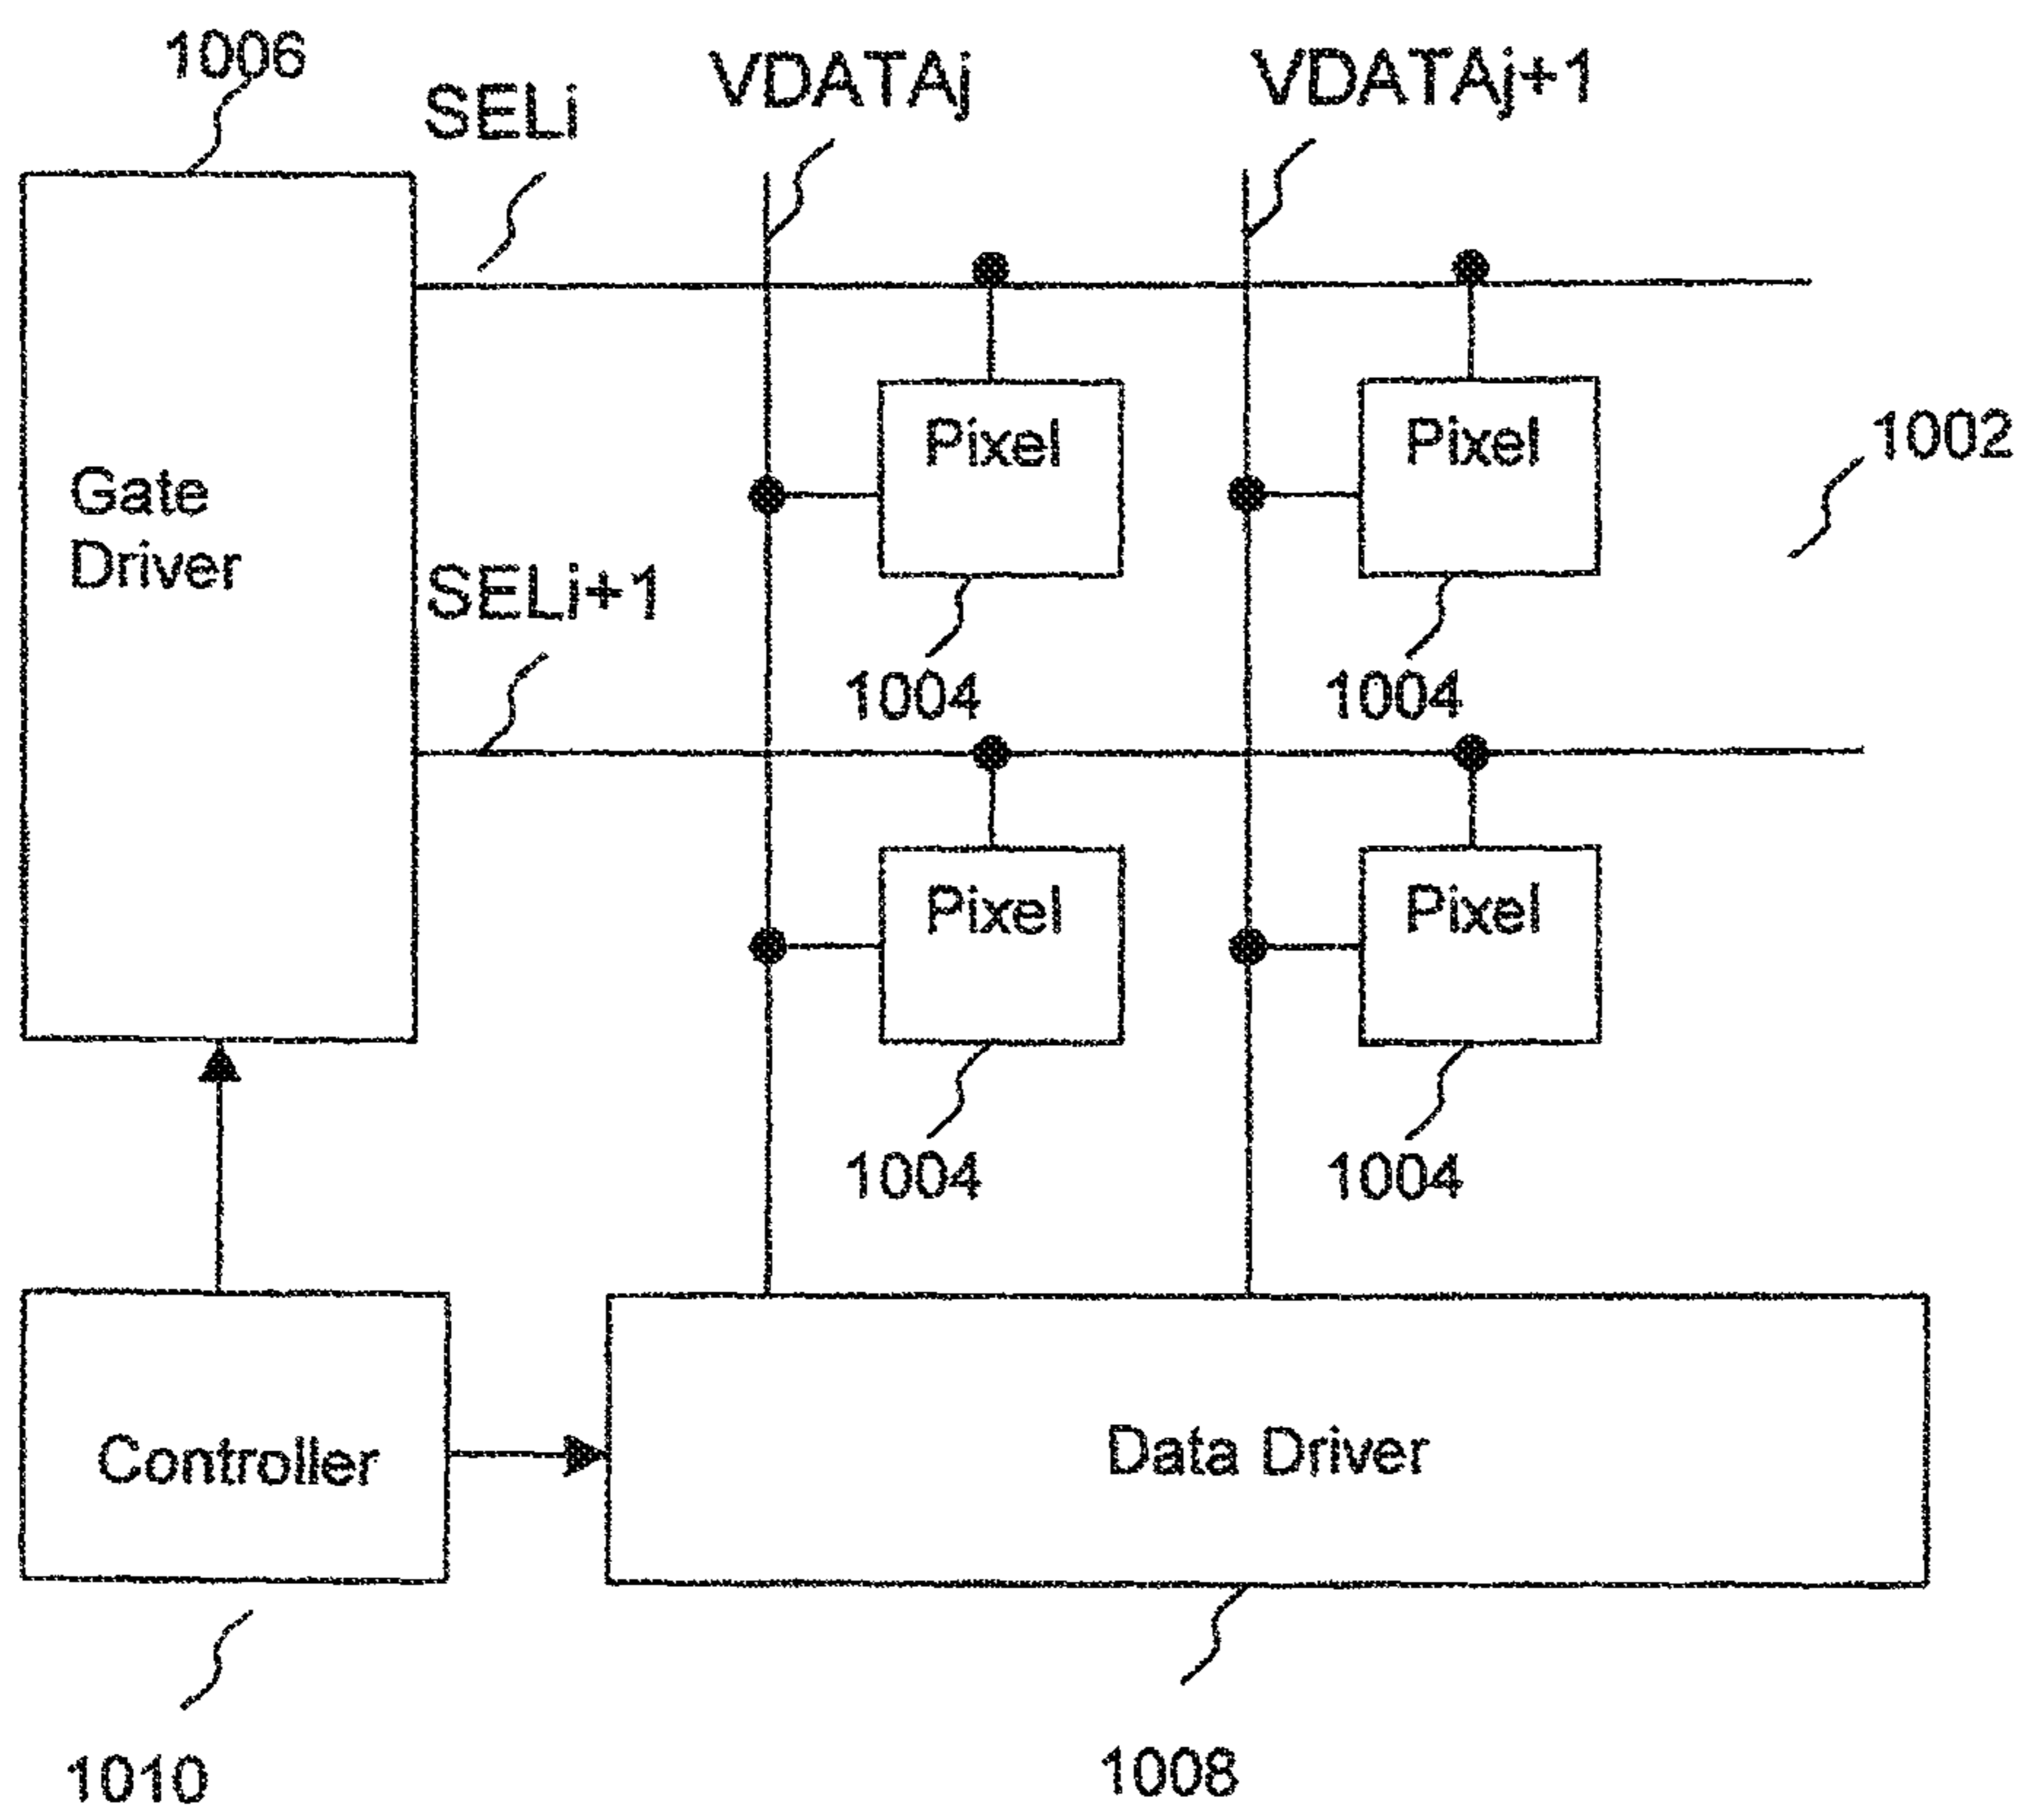 1006
SELi
VDATAj
VDATAj+1
Pixel
Pixel
1002
Gate
Driver
SELi+1
1004
1004
Pixel
Pixel
1004
1004
Controller
Data Driver
1010
1008